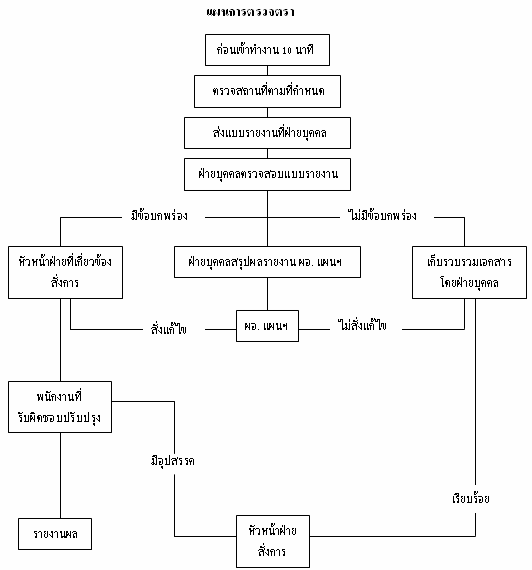 แผนการตรวจตรา
ก่อนเข้าทำงาน 10 นาที
ตรวจสถานที่ตามที่กำหนด
ส่งแบบรายงานที่ฝ่ายบุคคล
ฝ่ายบุคคลตรวจสอบแบบรายงาน
มีข้อบกพร่อง
ไม่มีข้อบกพร่อง
หัวหน้าฝ่ายที่เกี่ยวข้อง
สั่งการ
ฝ่ายบุคคลสรุปผลรายงาน ผอ. แผนฯ
เก็บรวบรวมเอกสาร
โดยฝ่ายบุคคล
สั่งแก้ไข
ผอ. แผนฯ
ไม่สั่งแก้ไข
พนักงานที่
รับผิดชอบปรับปรุง
มีอุปสรรค
เรียบร้อย
รายงานผล
หัวหน้าฝ่าย
สั่งการ